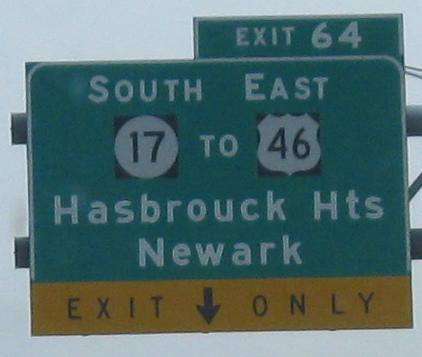 EXIT 64
SOUTH EAST
17 TO 46
Hasbrouck Hts
Newark
EXIT ONLY